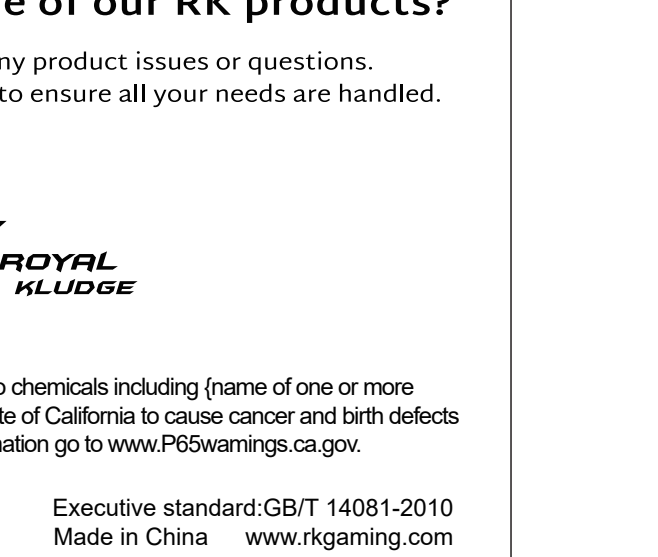 e of our RK products?
ny product issues or questions.
to ensure all your needs are handled.
ROYAL
KLUDGE
o chemicals including {name of one or more
te of California to cause cancer and birth defects
nation go to www.P65wamings.ca.gov.
Executive standard:GB/T 14081-2010
Made in China www.rkgaming.com